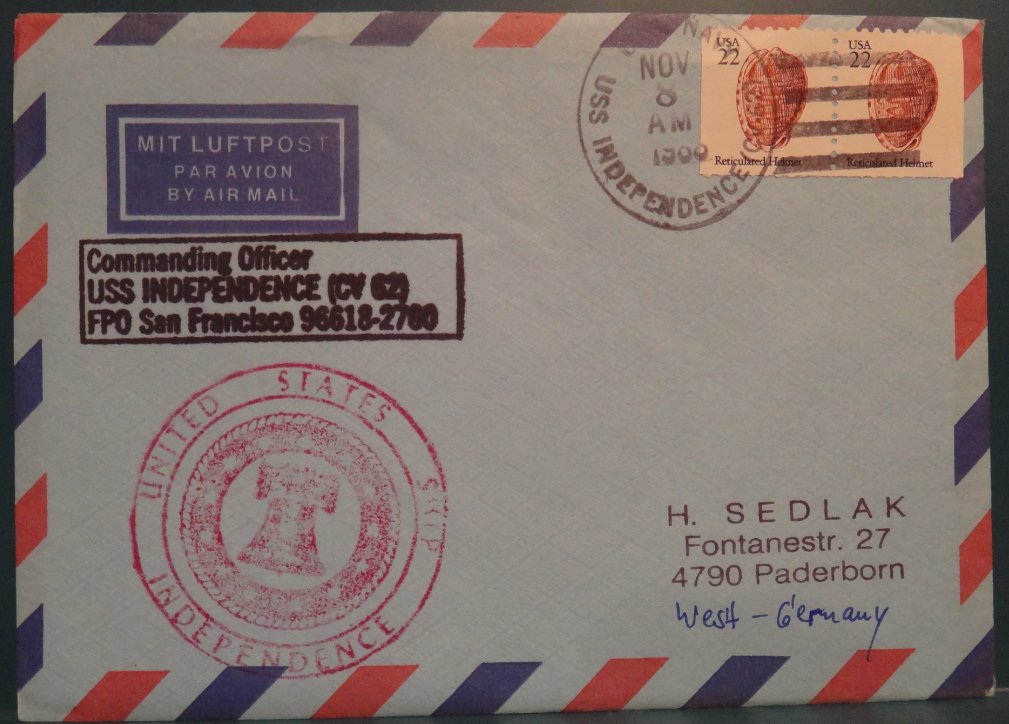 MIT LUFTPOST
PAR AVION
BY AIR MAIL
Commanding Officer
USS INDEPENDENCE (CV 62)
FPO San Francisco 96618-2760
UNITED STATES SHIP
INDEPENDENCE
USS INDEPENDENCE
NOV
8
AM
USA
22
Reticulated Helmet
USA
22
Reticulated Helmet
H. SEDLAK
Fontanestr. 27
4790 Paderborn
West - Germany